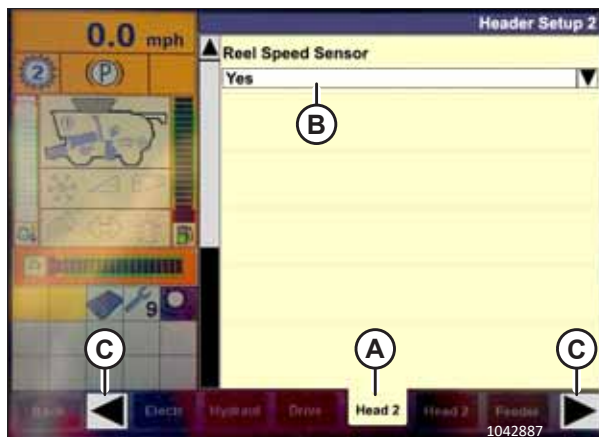 Header Setup 2
0.0 mph
Reel Speed Sensor
2 (P)
Yes
B
9
C A C
Back Electr Hydraul Drive Head 2 Head 2 Feeder
1042887